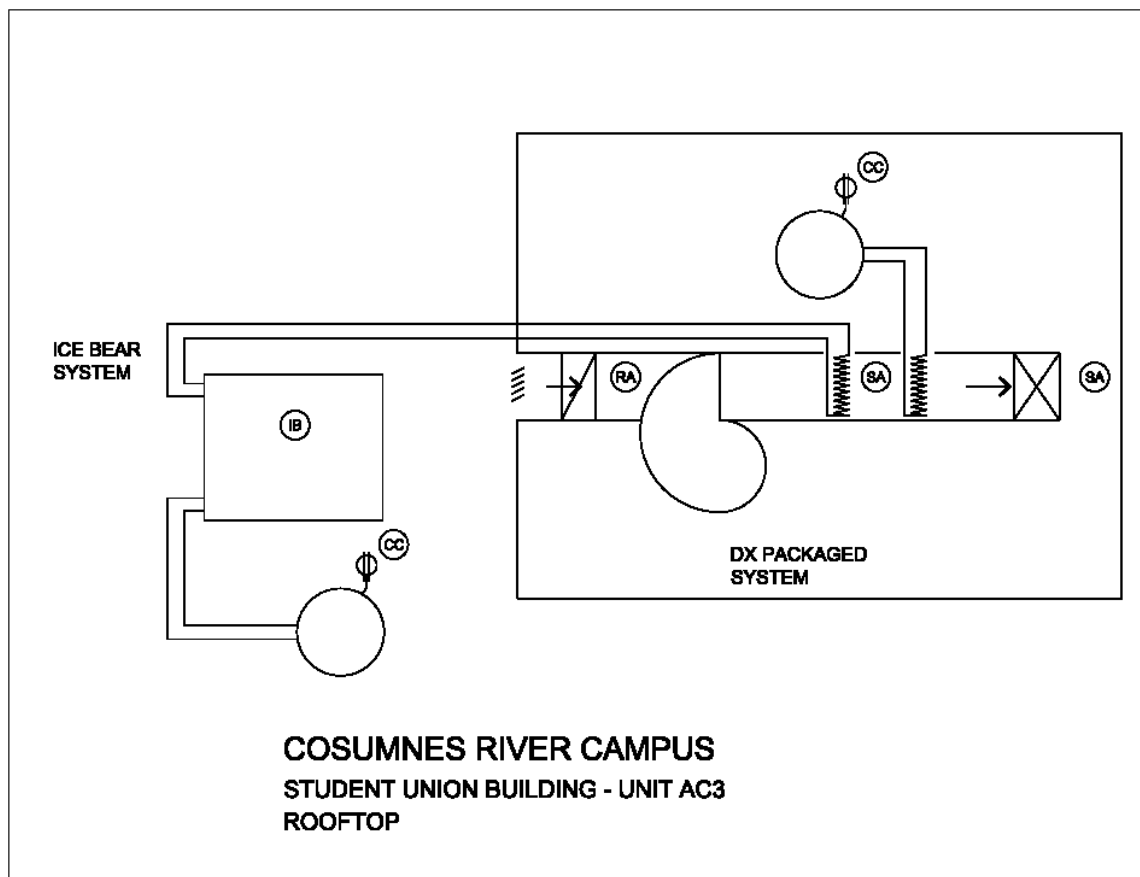 CC
ICE BEAR
SYSTEM
RA
SA
SA
IB
CC
DX PACKAGED
SYSTEM
COSUMNES RIVER CAMPUS
STUDENT UNION BUILDING - UNIT AC3
ROOFTOP